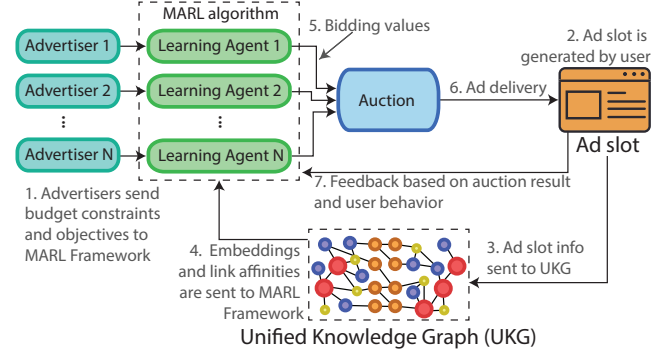 MARL algorithm
5. Bidding values
2. Ad slot is
generated by user
Advertiser 1
Learning Agent 1
Advertiser 2
Learning Agent 2
Auction
6. Ad delivery
Advertiser N
Learning Agent N
Ad slot
1. Advertisers send
budget constraints
and objectives to
MARL Framework
7. Feedback based on auction result
and user behavior
4. Embeddings
and link affinities
are sent to MARL
Framework
3. Ad slot info
sent to UKG
Unified Knowledge Graph (UKG)